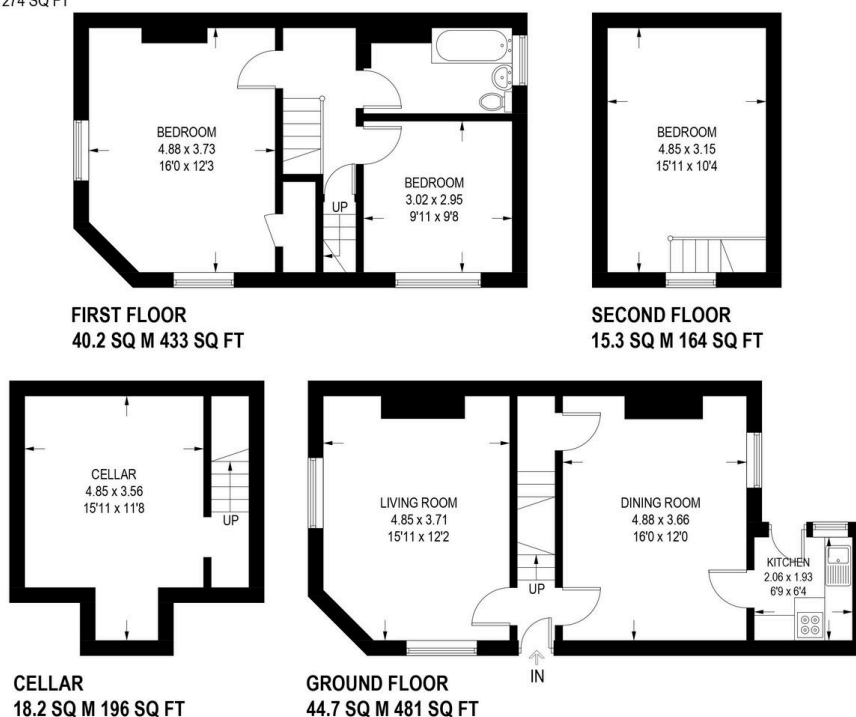 274 SQ FT
BEDROOM
4.88 x 3.73
16'0 x 12'3
UP
BEDROOM
3.02 x 2.95
9'11 x 9'8
FIRST FLOOR
40.2 SQ M 433 SQ FT
BEDROOM
4.85 x 3.15
15'11 x 10'4
SECOND FLOOR
15.3 SQ M 164 SQ FT
CELLAR
4.85 x 3.56
15'11 x 11'8
UP
CELLAR
18.2 SQ M 196 SQ FT
LIVING ROOM
4.85 x 3.71
15'11 x 12'2
UP
IN
DINING ROOM
4.88 x 3.66
16'0 x 12'0
KITCHEN
2.06 x 1.93
6'9 x 6'4
GROUND FLOOR
44.7 SQ M 481 SQ FT